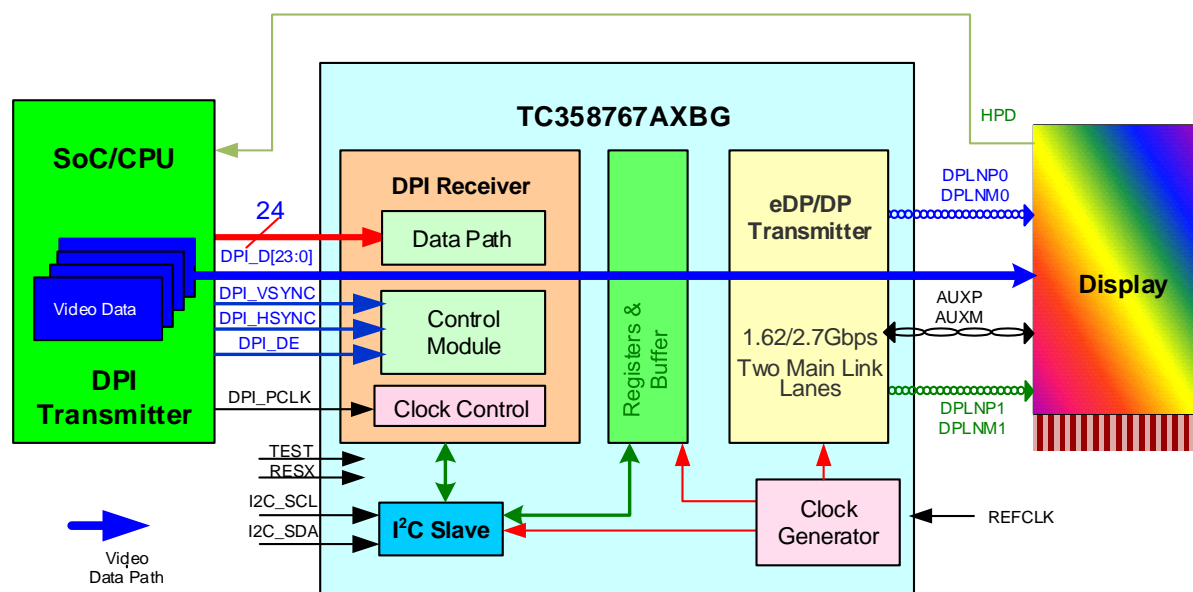 TC358767AXBG
HPD
SoC/CPU
24
DPI_D[23:0]
Video Data
DPI_VSYNC
DPI_HSYNC
DPI_DE
DPI
Transmitter
DPI_PCLK
DPI Receiver
Data Path
Control
Module
Clock Control
Registers &
Buffer
eDP/DP
Transmitter
1.62/2.7Gbps
Two Main Link
Lanes
DPLNP0
DPLNM0
AUXP
AUXM
DPLNP1
DPLNM1
Display
TEST
RESX
I2C_SCL
I2C_SDA
I²C Slave
Clock
Generator
REFCLK
Video
Data Path